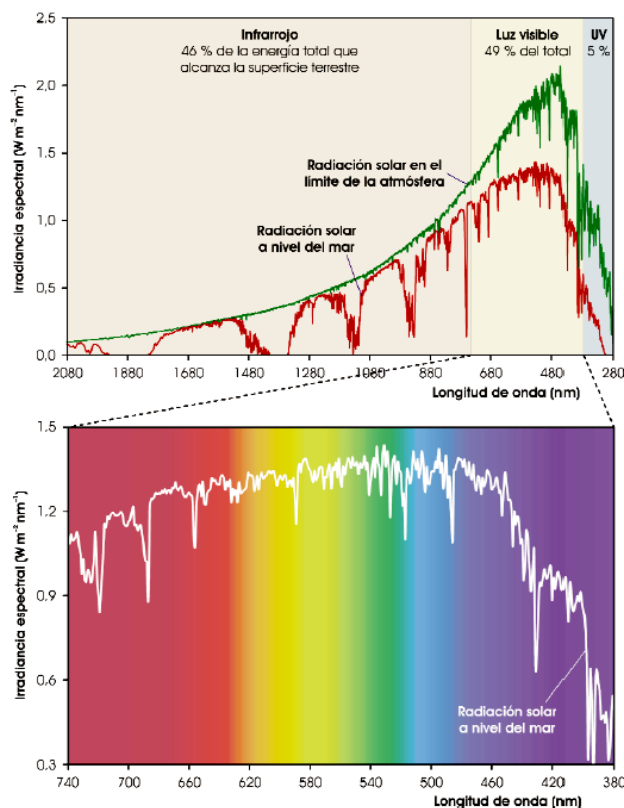 Infrarrojo
46 % de la energía total que
alcanza la superficie terrestre
Luz visible
49 % del total
UV
5 %
Irradiancia espectral (W m⁻² nm⁻¹)
2.5
2.0
1.5
1.0
0.5
0.0
Radiación solar en el
límite de la atmósfera
Radiación solar
a nivel del mar
2080 1880 1680 1480 1280 1080 880 680 480 280
Longitud de onda (nm)
Irradiancia espectral (W m⁻² nm⁻¹)
1.5
1.2
0.9
0.6
0.3
Radiación solar
a nivel del mar
740 700 660 620 580 540 500 460 420 380
Longitud de onda (nm)